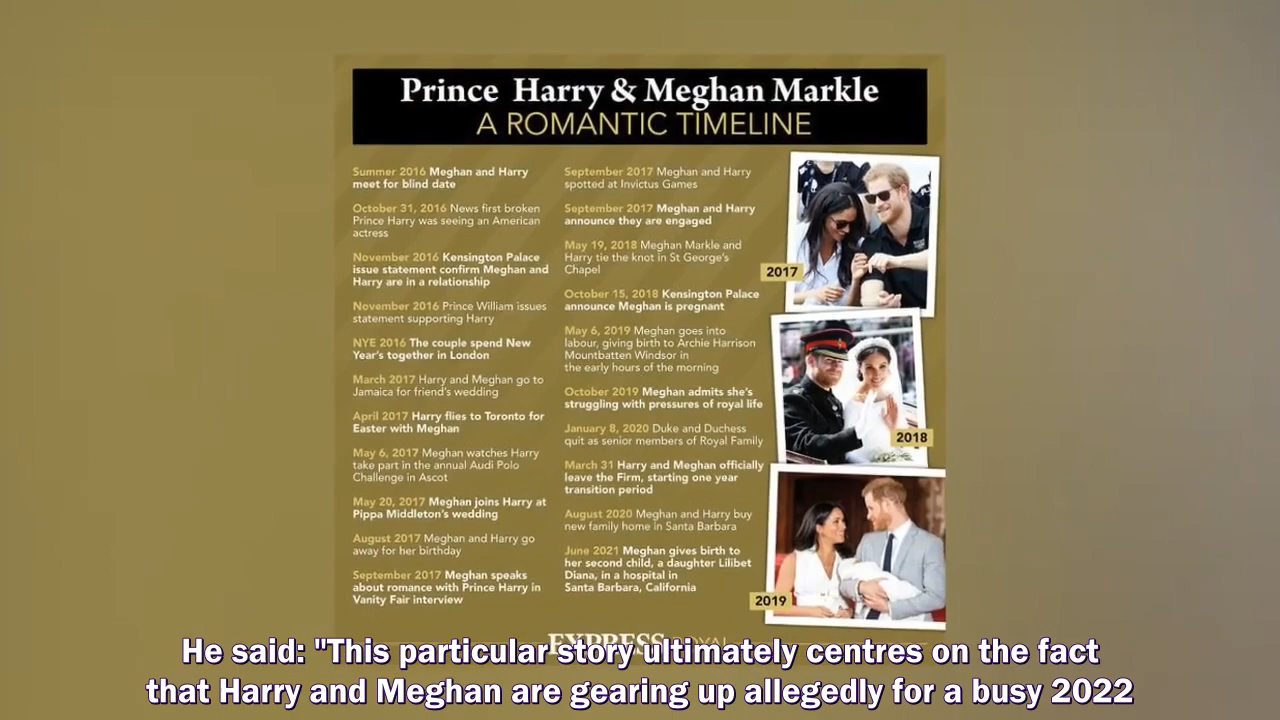 Prince Harry & Meghan Markle
A ROMANTIC TIMELINE
Summer 2016 Meghan and Harry
meet for blind date
October 31, 2016 News first broken
Prince Harry was seeing an American
actress
November 2016 Kensington Palace
issue statement confirm Meghan and
Harry are in a relationship
November 2016 Prince William issues
statement supporting Harry
NYE 2016 The couple spend New
Year's together in London
March 2017 Harry and Meghan go to
Jamaica for friend's wedding
April 2017 Harry flies to Toronto for
Easter with Meghan
May 6, 2017 Meghan watches Harry
take part in the annual Audi Polo
Challenge in Ascot
May 20, 2017 Meghan joins Harry at
Pippa Middleton's wedding
August 2017 Meghan and Harry go
away for her birthday
September 2017 Meghan speaks
about romance with Prince Harry in
Vanity Fair interview
September 2017 Meghan and Harry
spotted at Invictus Games
September 2017 Meghan and Harry
announce they are engaged
May 19, 2018 Meghan Markle and
Harry tie the knot in St George's
Chapel
October 15, 2018 Kensington Palace
announce Meghan is pregnant
May 6, 2019 Meghan goes into
labour, giving birth to Archie Harrison
Mountbatten Windsor in
the early hours of the morning
October 2019 Meghan admits she's
struggling with pressures of royal life
January 8, 2020 Duke and Duchess
quit as senior members of Royal Family
March 31 Harry and Meghan officially
leave the Firm, starting one year
transition period
August 2020 Meghan and Harry buy
new family home in Santa Barbara
June 2021 Meghan gives birth to
her second child, a daughter Lilibet
Diana, in a hospital in
Santa Barbara, California
2017
2018
2019
EXPRESS ROYAL
He said: "This particular story ultimately centres on the fact
that Harry and Meghan are gearing up allegedly for a busy 2022